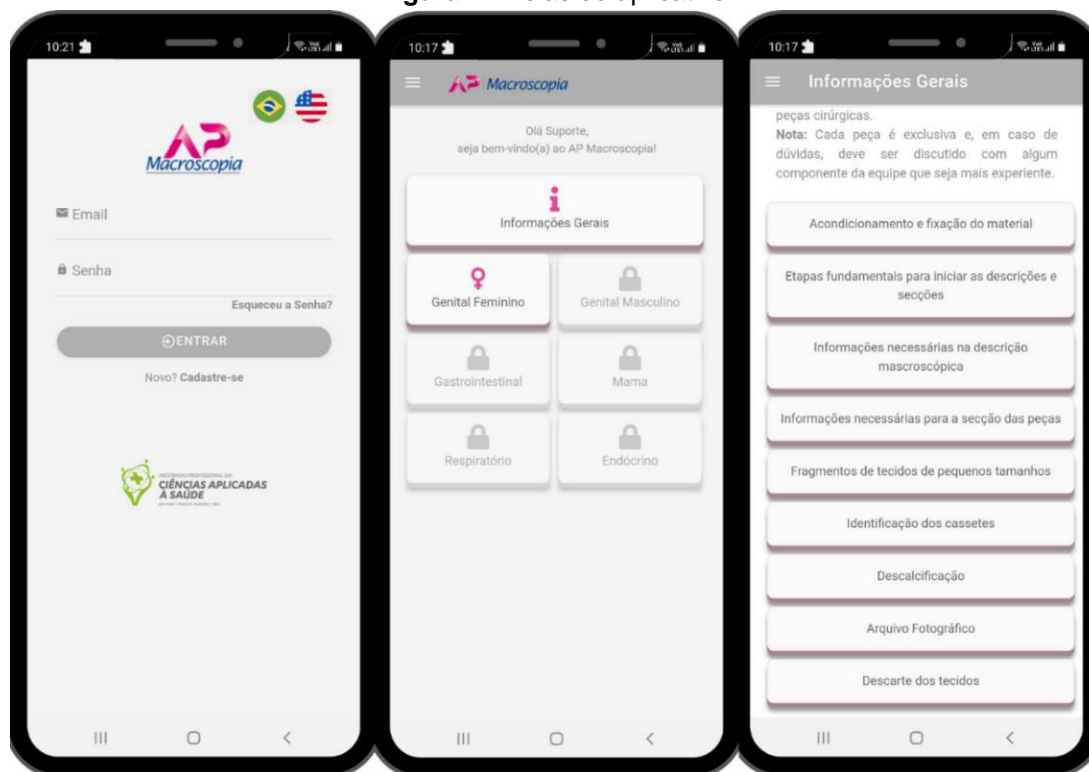 10:21
AP
Macroscopia
Email
Senha
Esqueceu a Senha?
ENTRAR
Novo? Cadastre-se
CIÊNCIAS APLICADAS
À SAÚDE
10:17
AP Macroscopia
Olá Suporte,
seja bem-vindo(a) ao AP Macroscopia!
Informações Gerais
Genital Feminino
Genital Masculino
Gastrointestinal
Mama
Respiratório
Endócrino
10:17
Informações Gerais
peças cirúrgicas.
Nota: Cada peça é exclusiva e, em caso de
dúvidas, deve ser discutido com algum
componente da equipe que seja mais experiente.
Acondicionamento e fixação do material
Etapas fundamentais para iniciar as descrições e
secções
Informações necessárias na descrição
mascroscópica
Informações necessárias para a secção das peças
Fragmentos de tecidos de pequenos tamanhos
Identificação dos cassetes
Descalcificação
Arquivo Fotográfico
Descarte dos tecidos